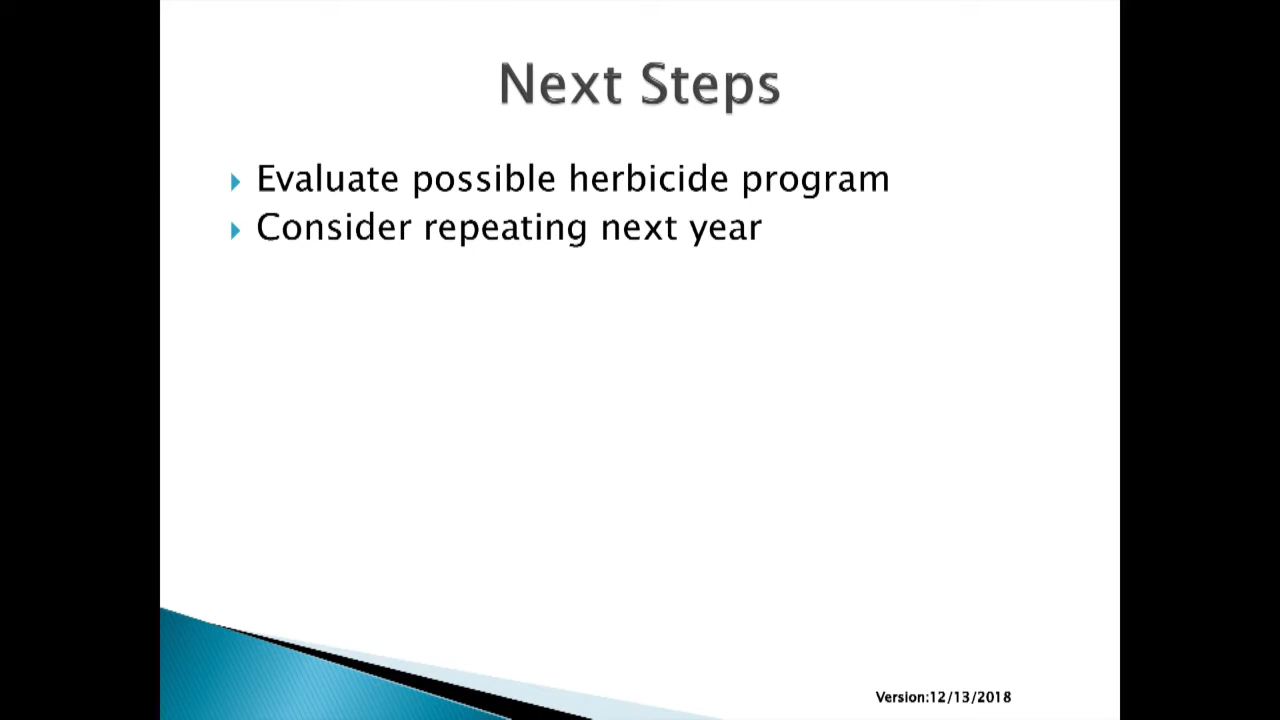 Next Steps
Evaluate possible herbicide program
Consider repeating next year
Version:12/13/2018